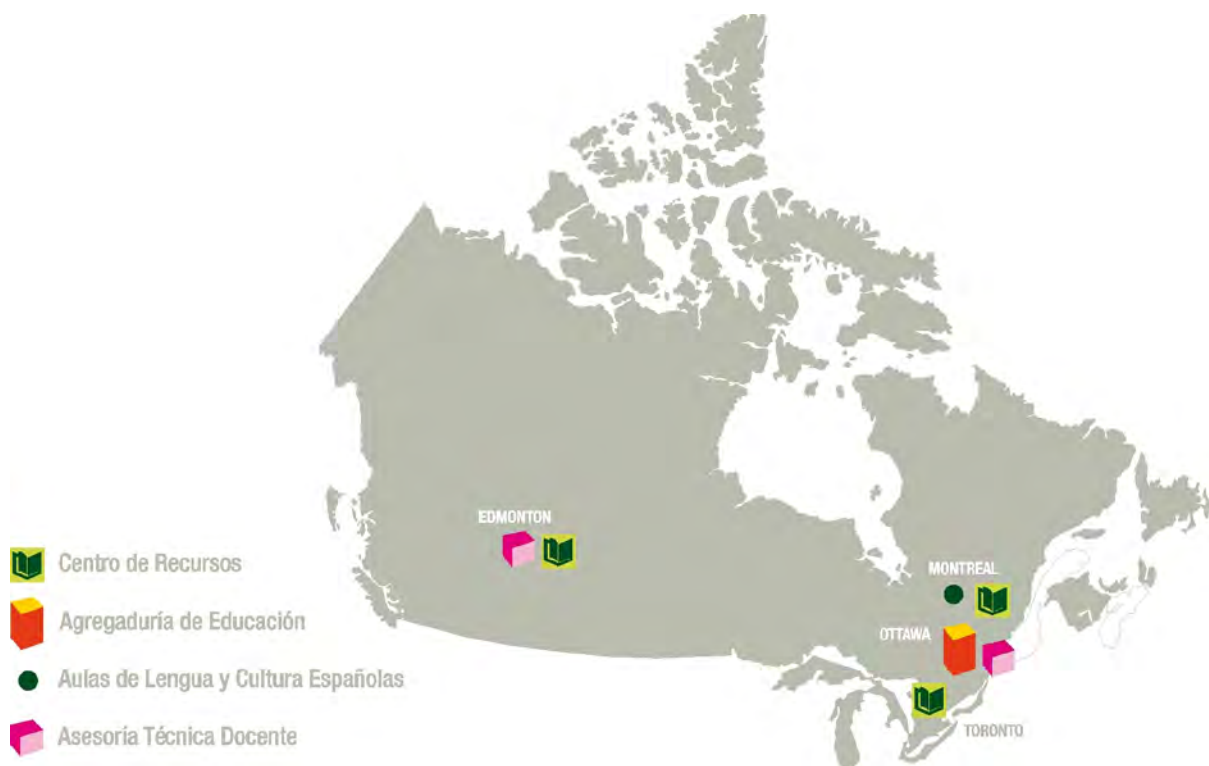 EDMONTON
MONTREAL
OTTAWA
TORONTO
Centro de Recursos
Agregaduría de Educación
Aulas de Lengua y Cultura Españolas
Asesoría Técnica Docente